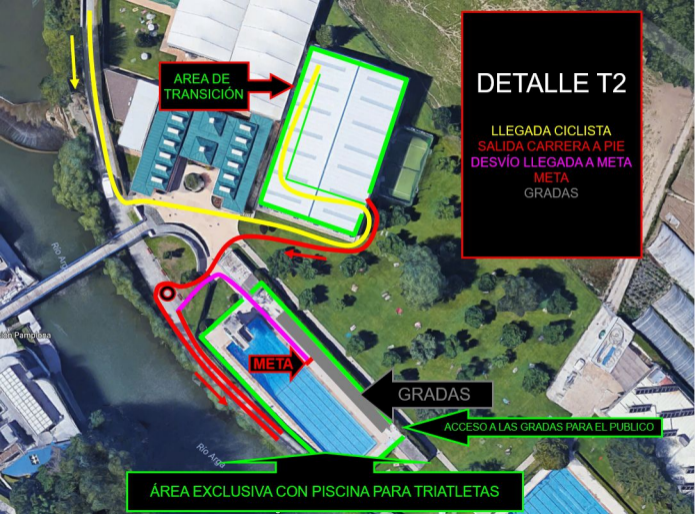 DETALLE T2
LLEGADA CICLISTA
SALIDA CARRERA A PIE
DESVÍO LLEGADA A META
META
GRADAS
AREA DE
TRANSICIÓN
Río Arga
META
GRADAS
ACCESO A LAS GRADAS PARA EL PUBLICO
Río Arga
ÁREA EXCLUSIVA CON PISCINA PARA TRIATLETAS
Pamplona